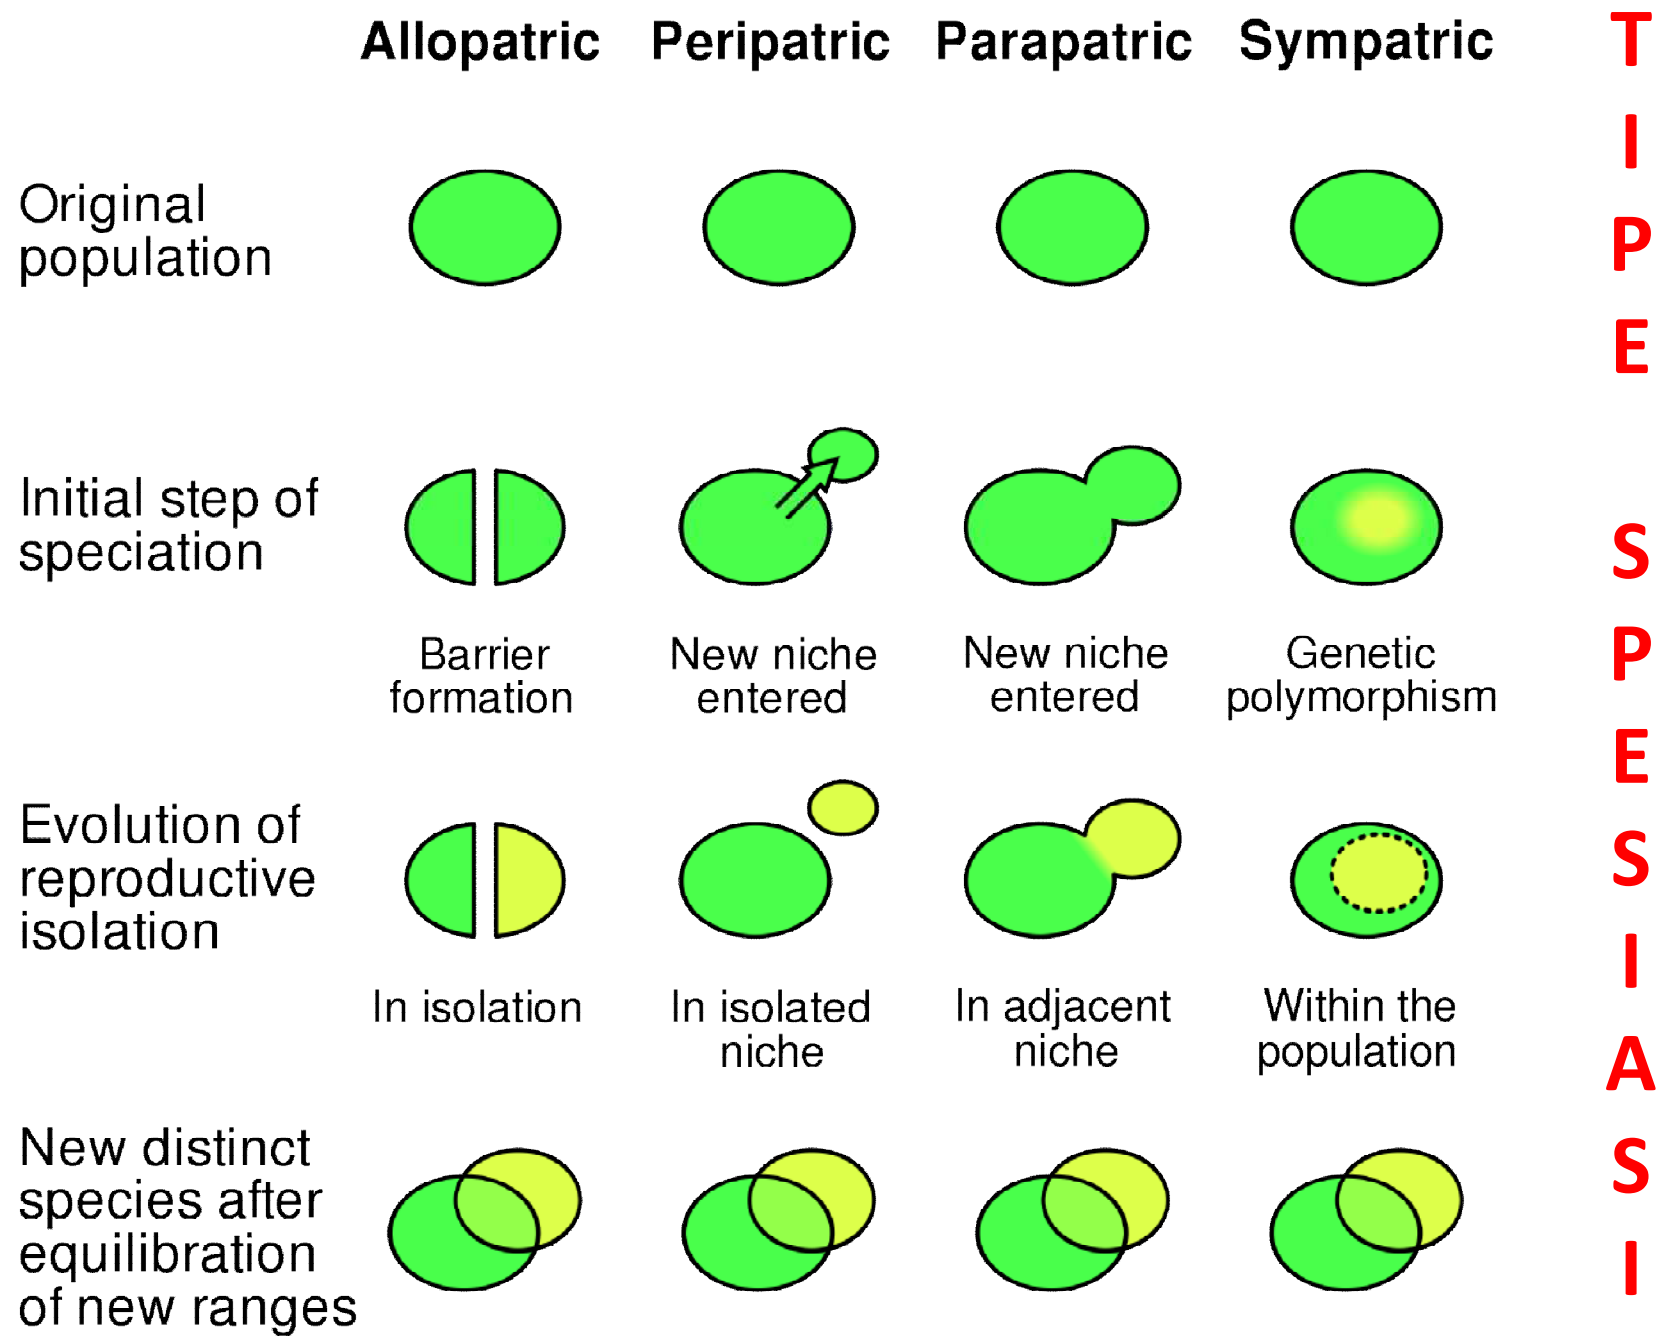 Allopatric Peripatric Parapatric Sympatric
Original
population
Initial step of
speciation
Barrier
formation
New niche
entered
New niche
entered
Genetic
polymorphism
Evolution of
reproductive
isolation
In isolation
In isolated
niche
In adjacent
niche
Within the
population
New distinct
species after
equilibration
of new ranges
TIPE SPESIASI